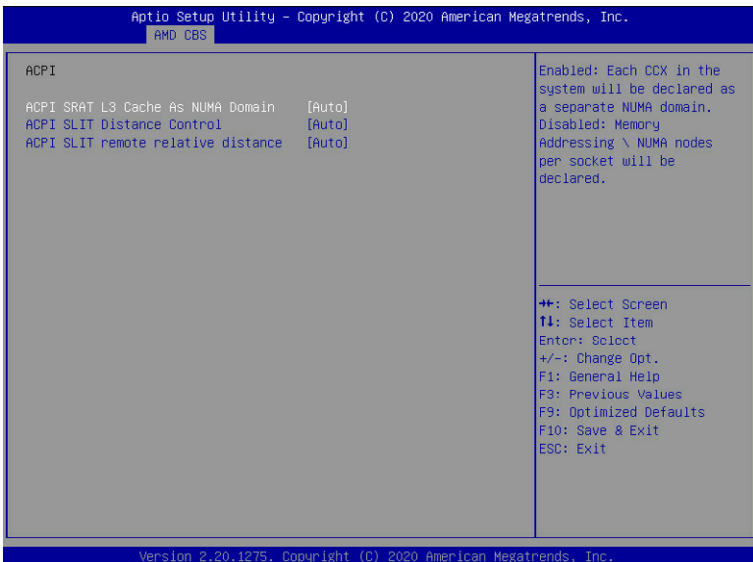 Aptio Setup Utility – Copyright (C) 2020 American Megatrends, Inc.
AMD CBS
ACPI
ACPI SRAT L3 Cache As NUMA Domain [Auto]
ACPI SLIT Distance Control [Auto]
ACPI SLIT remote relative distance [Auto]
Enabled: Each CCX in the
system will be declared as
a separate NUMA domain.
Disabled: Memory
Addressing \ NUMA nodes
per socket will be
declared.
→←: Select Screen
↑↓: Select Item
Enter: Select
+/-: Change Opt.
F1: General Help
F3: Previous Values
F9: Optimized Defaults
F10: Save & Exit
ESC: Exit
Version 2.20.1275. Copyright (C) 2020 American Megatrends, Inc.